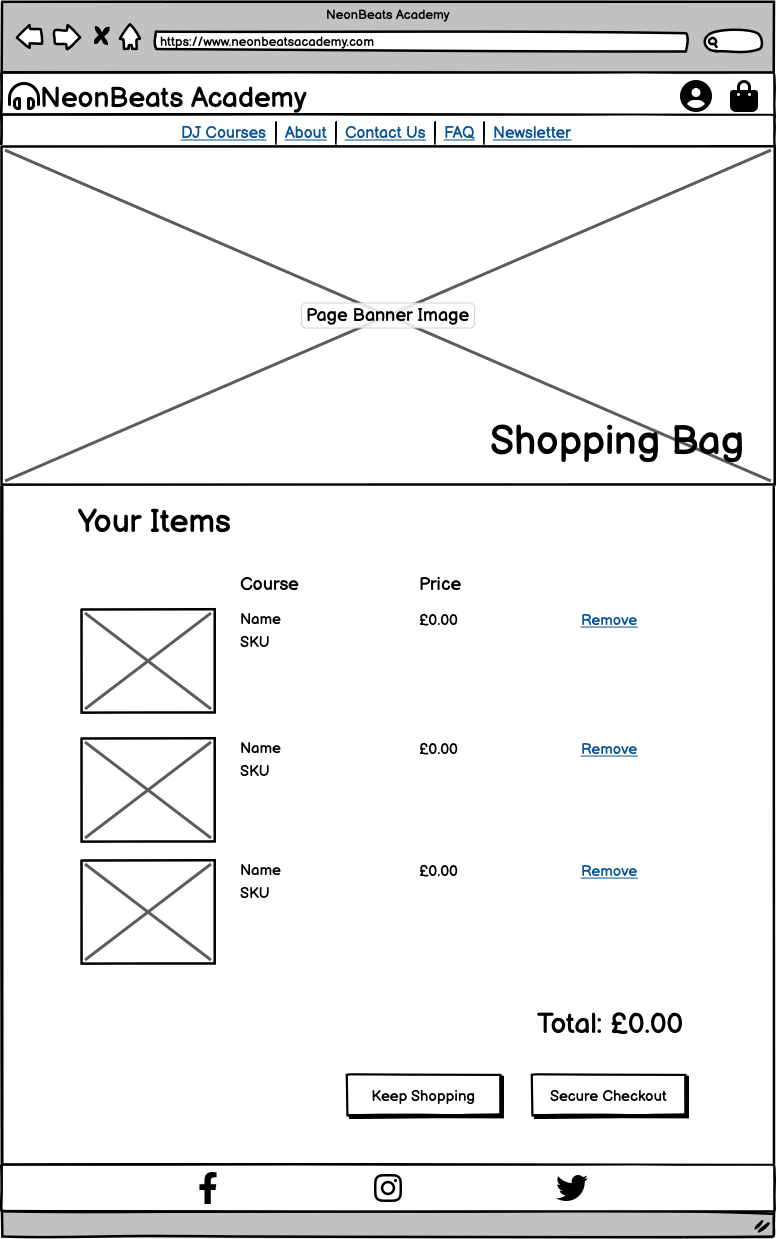 NeonBeats Academy
https://www.neonbeatsacademy.com
NeonBeats Academy
DJ Courses About Contact Us FAQ Newsletter
Page Banner Image
Shopping Bag
Your Items
Course Price
Name £0.00 Remove
SKU
Name £0.00 Remove
SKU
Name £0.00 Remove
SKU
Total: £0.00
Keep Shopping Secure Checkout